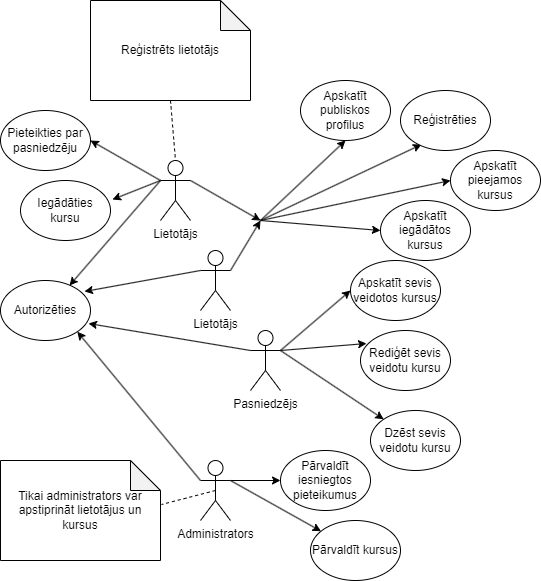 Reģistrēts lietotājs
Apskatīt
publiskos
profilus
Reģistrēties
Pieteikties par
pasniedzēju
Apskatīt
pieejamos
kursus
Iegādāties
kursu
Lietotājs
Apskatīt
iegādātos
kursus
Autorizēties
Lietotājs
Apskatīt sevis
veidotos kursus
Rediģēt sevis
veidotu kursu
Pasniedzējs
Dzēst sevis
veidotu kursu
Tikai administrators var
apstiprināt lietotājus un
kursus
Pārvaldīt
iesniegtos
pieteikumus
Administrators
Pārvaldīt kursus